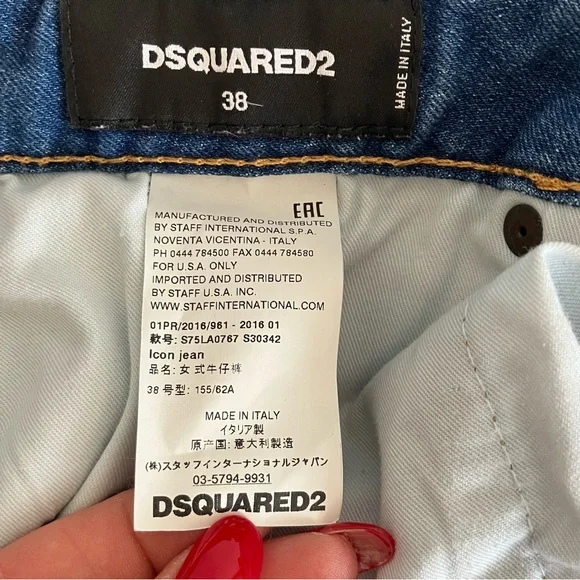 DSQUARED2
38
MADE IN ITALY
EAC
MANUFACTURED AND DISTRIBUTED
BY STAFF INTERNATIONAL S.P.A.
NOVENTA VICENTINA - ITALY
PH 0444 784500 FAX 0444 784580
FOR U.S.A. ONLY
IMPORTED AND DISTRIBUTED
BY STAFF U.S.A. INC.
WWW.STAFFINTERNATIONAL.COM
01PR/2016/961 - 2016 01
款号: S75LA0767 S30342
Icon jean
品名: 女式牛仔裤
38 号型: 155/62A
MADE IN ITALY
イタリア製
原产国: 意大利製造
(株)スタッフインターナショナルジャパン
03-5794-9931
DSQUARED2